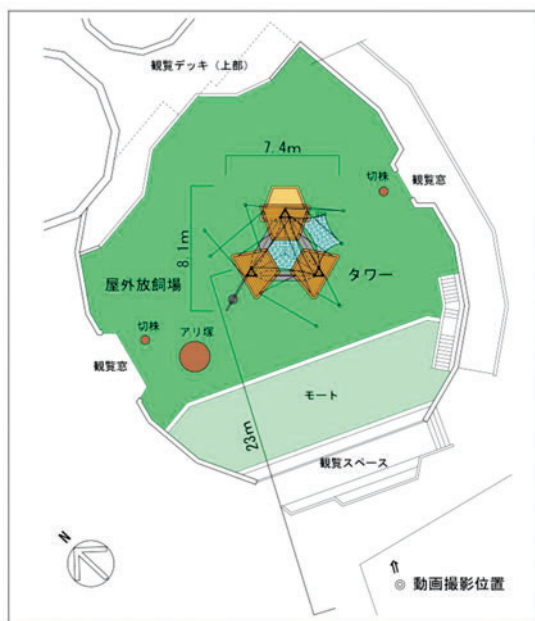 観覧デッキ（上部）
7.4m
切株
観覧窓
8.1m
屋外放飼場
タワー
切株
アリ塚
観覧窓
モート
23m
観覧スペース
N
動画撮影位置